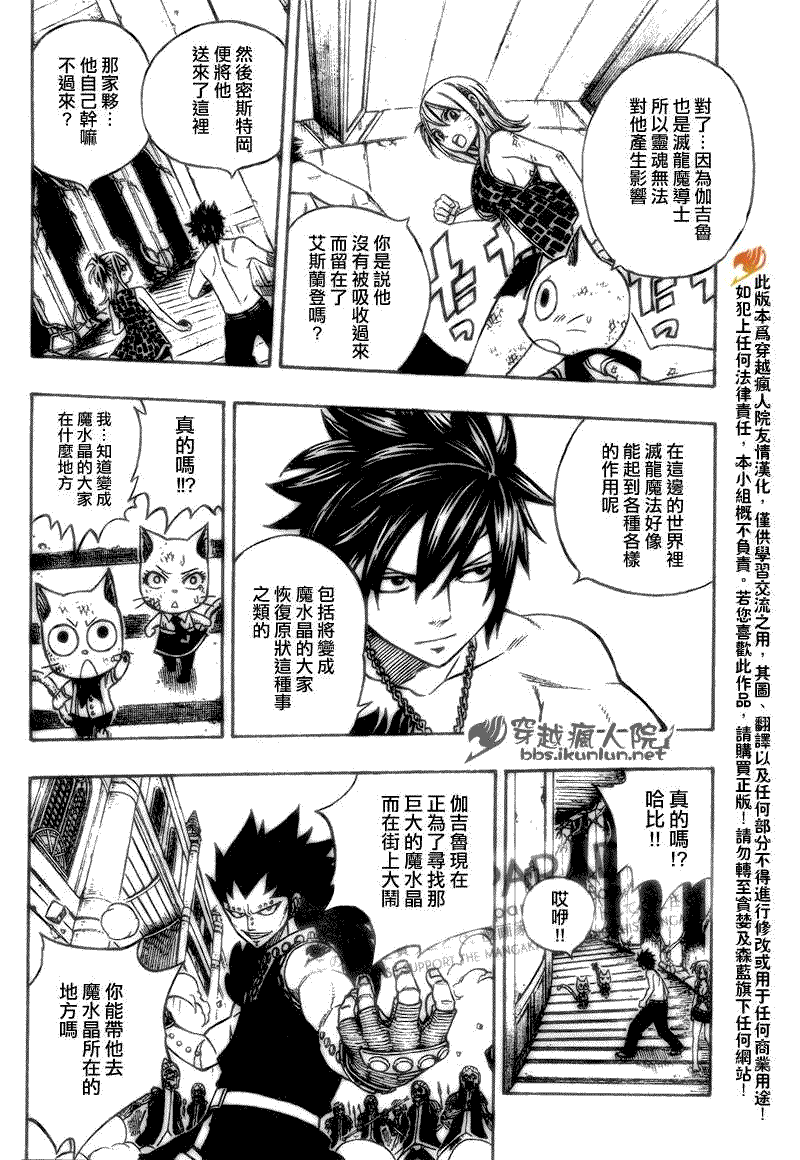 對了…因為伽吉魯
也是滅龍魔導士
所以靈魂無法
對他產生影響
你是說他
沒有被吸收過來
而留在了
艾斯蘭登嗎?
然後密斯特岡
便將他
送來了這裡
那家夥…
他自己幹嘛
不過來?
在這邊的世界裡
滅龍魔法好像
能起到各種各樣
的作用呢
包括將變成
魔水晶的大家
恢復原狀這種事
之類的
真的嗎!!?
我…知道變成
魔水晶的大家
在什麼地方
真的嗎!?
哈比!!
哎咿!!
伽吉魯現在
正為了尋找那
巨大的魔水晶
而在街上大鬧
你能帶他去
魔水晶所在的
地方嗎
穿越瘋人院
bbs.ikunlun.net
SUPPORT THE MANGAKA
此版本爲穿越瘋人院友情漢化,僅供學習交流之用,其圖、翻譯以及任何部分不得進行修改或用于任何商業用途!
如犯上任何法律責任,本小組概不負責。若您喜歡此作品,請購買正版!請勿轉至貪婪及森藍旗下任何網站!